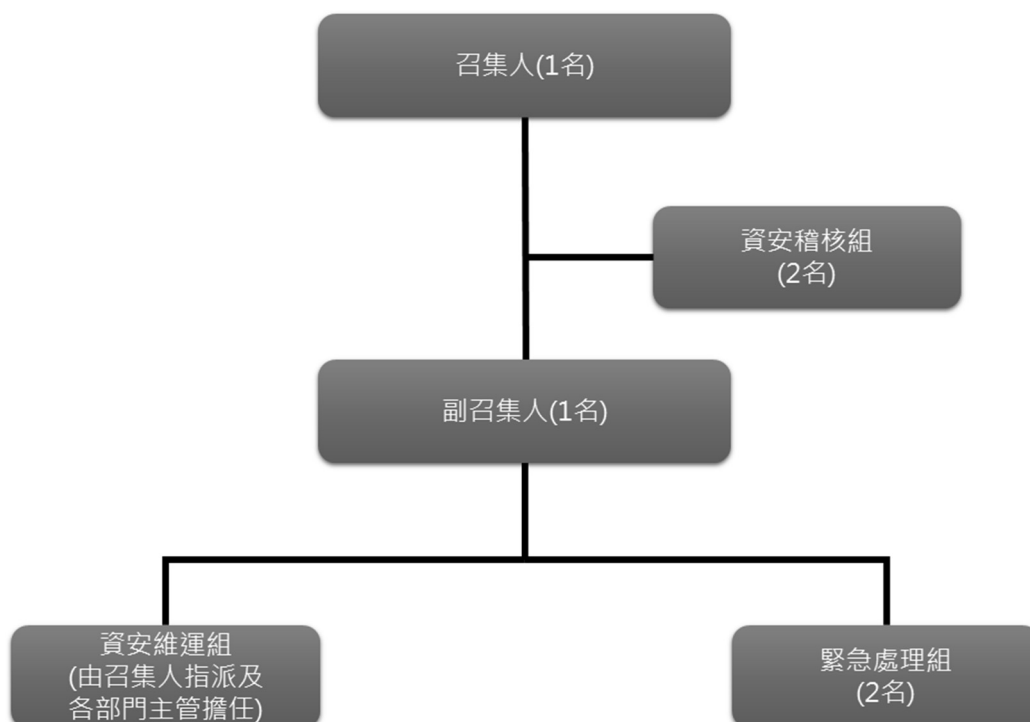 召集人(1名)
資安稽核組
(2名)
副召集人(1名)
資安維運組
(由召集人指派及
各部門主管擔任)
緊急處理組
(2名)